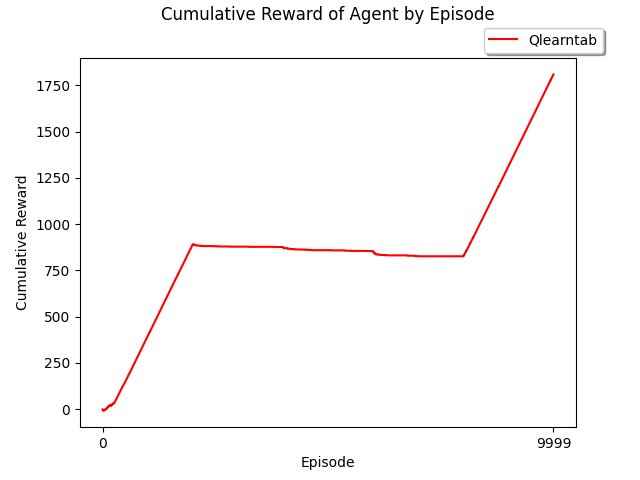 Cumulative Reward of Agent by Episode
Qlearntab
1750
1500
1250
1000
750
500
250
0
Cumulative Reward
0 9999
Episode